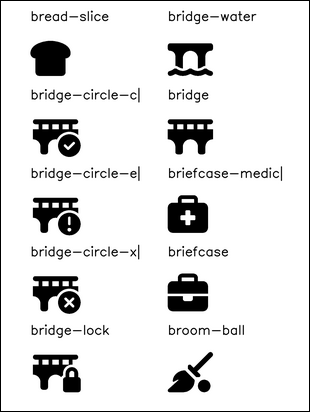 bread-slice bridge-water
bridge-circle-c| bridge
bridge-circle-e| briefcase-medic|
bridge-circle-x| briefcase
bridge-lock broom-ball